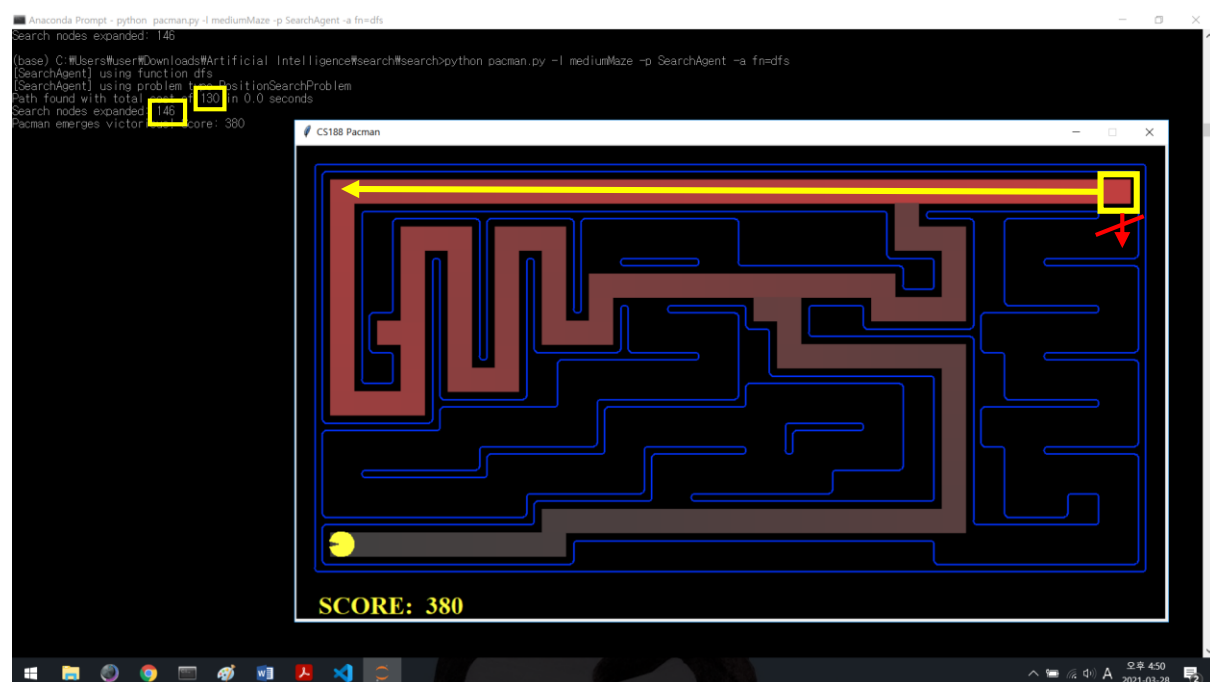 Anaconda Prompt - python pacman.py -l mediumMaze -p SearchAgent -a fn=dfs
Search nodes expanded: 146
(base) C:₩Users₩user₩Downloads₩Artificial Intelligence₩search₩search>python pacman.py -l mediumMaze -p SearchAgent -a fn=dfs
[SearchAgent] using function dfs
[SearchAgent] using problem type PositionSearchProblem
Path found with total cost of 130 in 0.0 seconds
Search nodes expanded: 146
Pacman emerges victorious! Score: 380
CS188 Pacman
SCORE: 380
A
오후 4:50
2021-03-28
2